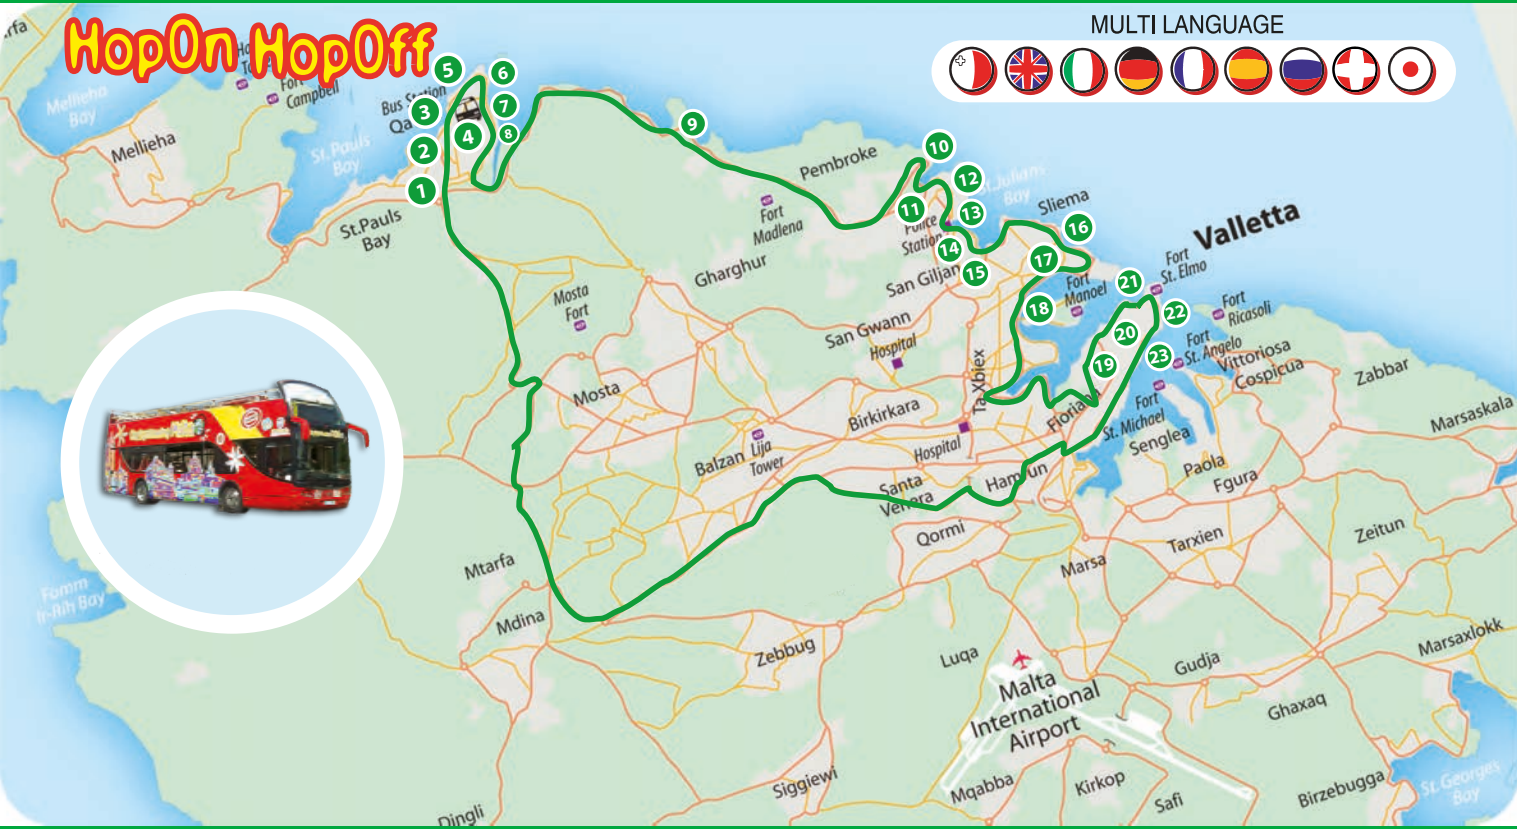 HopOn HopOff
MULTI LANGUAGE
Campbell
Mellieha
Bay
Mellieha
Bus Station
St. Pauls
Bay
St.Pauls
Bay
5
6
3
7
4
8
2
1
9
10
12
11
13
14
15
16
17
18
21
22
20
23
19
Pembroke
St.Julians
Bay
Sliema
Police
Station
Valletta
Fort
St. Elmo
Fort
Madlena
Gharghur
San Giljan
Fort
Manoel
Fort
Ricasoli
Mosta
Fort
San Gwann
Hospital
Fort
St. Angelo
Vittoriosa
Cospicua
Zabbar
Mosta
Ta Xbiex
Birkirkara
Floriana
Fort
St. Michael
Senglea
Marsaskala
Balzan
Lija
Tower
Hospital
Paola
Fgura
Santa
Venera
Hamrun
Qormi
Tarxien
Zeitun
Mtarfa
Marsa
Fomm
Ir-Rih Bay
Mdina
Zebbug
Luqa
Gudja
Marsaxlokk
Malta
International
Airport
Ghaxaq
Siggiewi
Mqabba
Kirkop
Safi
Birzebugga
St. Georges
Bay
Dingli